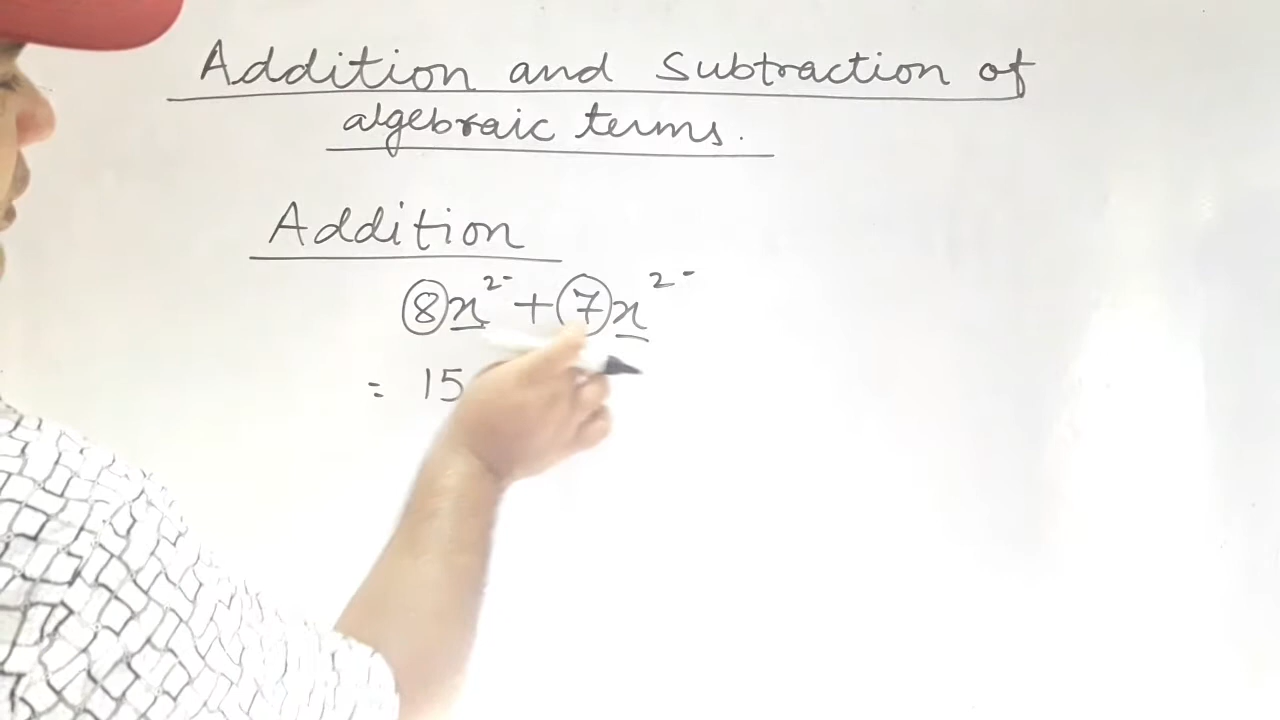 Addition and Subtraction of
algebraic terms.
Addition
8x² + 7x²
= 15